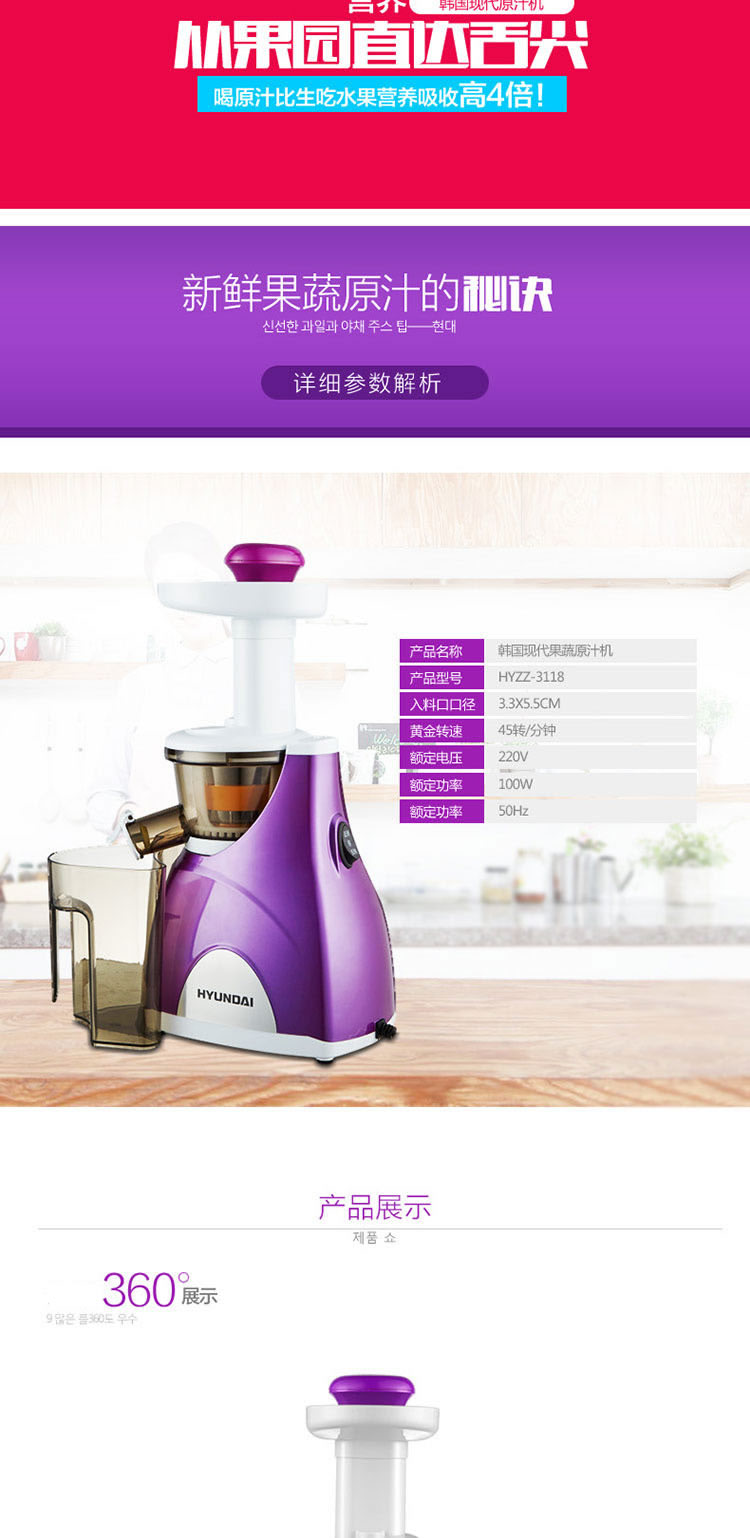 营养
韩国现代原汁机
从果园直达舌尖
喝原汁比生吃水果营养吸收高4倍!
新鲜果蔬原汁的秘诀
신선한 과일과 야채 주스 팁——현대
详细参数解析
产品名称 韩国现代果蔬原汁机
产品型号 HYZZ-3118
入料口口径 3.3X5.5CM
黄金转速 45转/分钟
额定电压 220V
额定功率 100W
额定功率 50Hz
HYUNDAI
产品展示
제품 쇼
360°展示
9 많은 플360도 우수